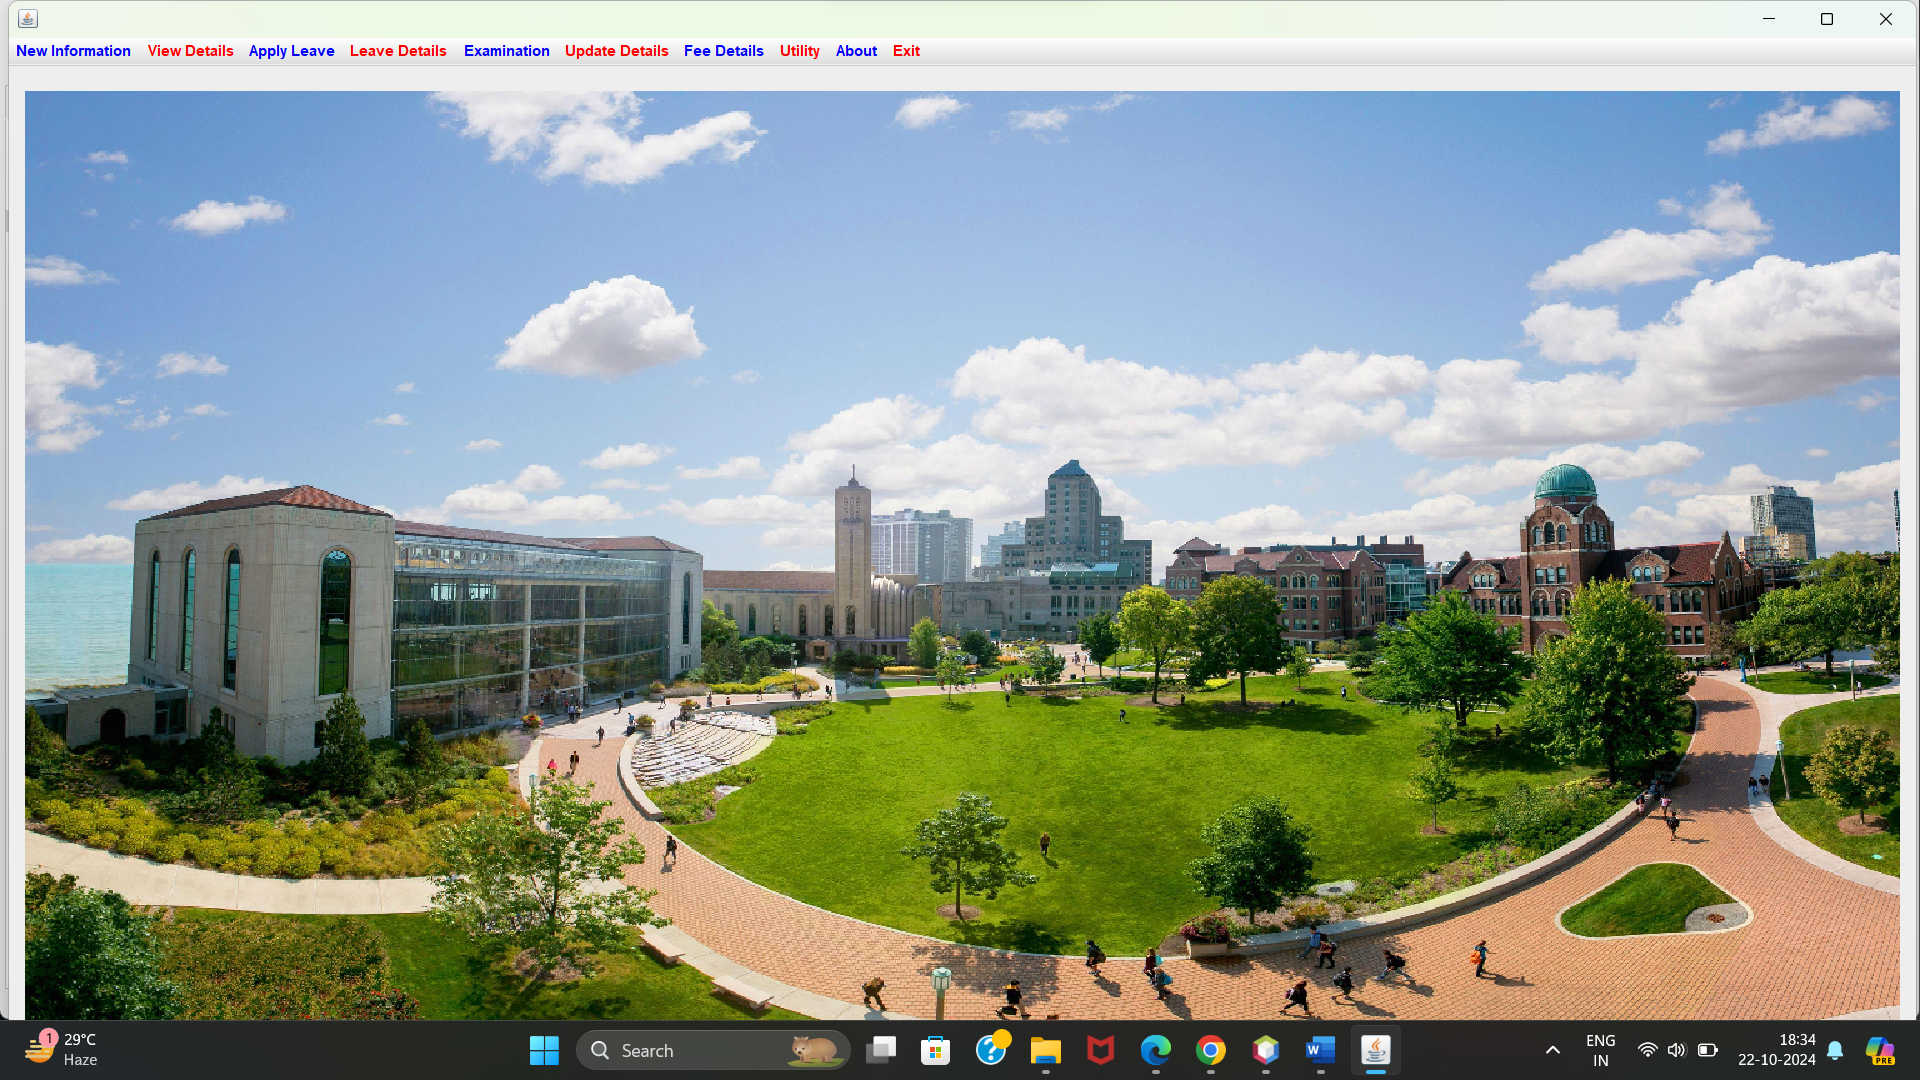 New Information View Details Apply Leave Leave Details Examination Update Details Fee Details Utility About Exit
1
29°C
Haze
Search
W
PRE
ENG
IN
18:34
22-10-2024